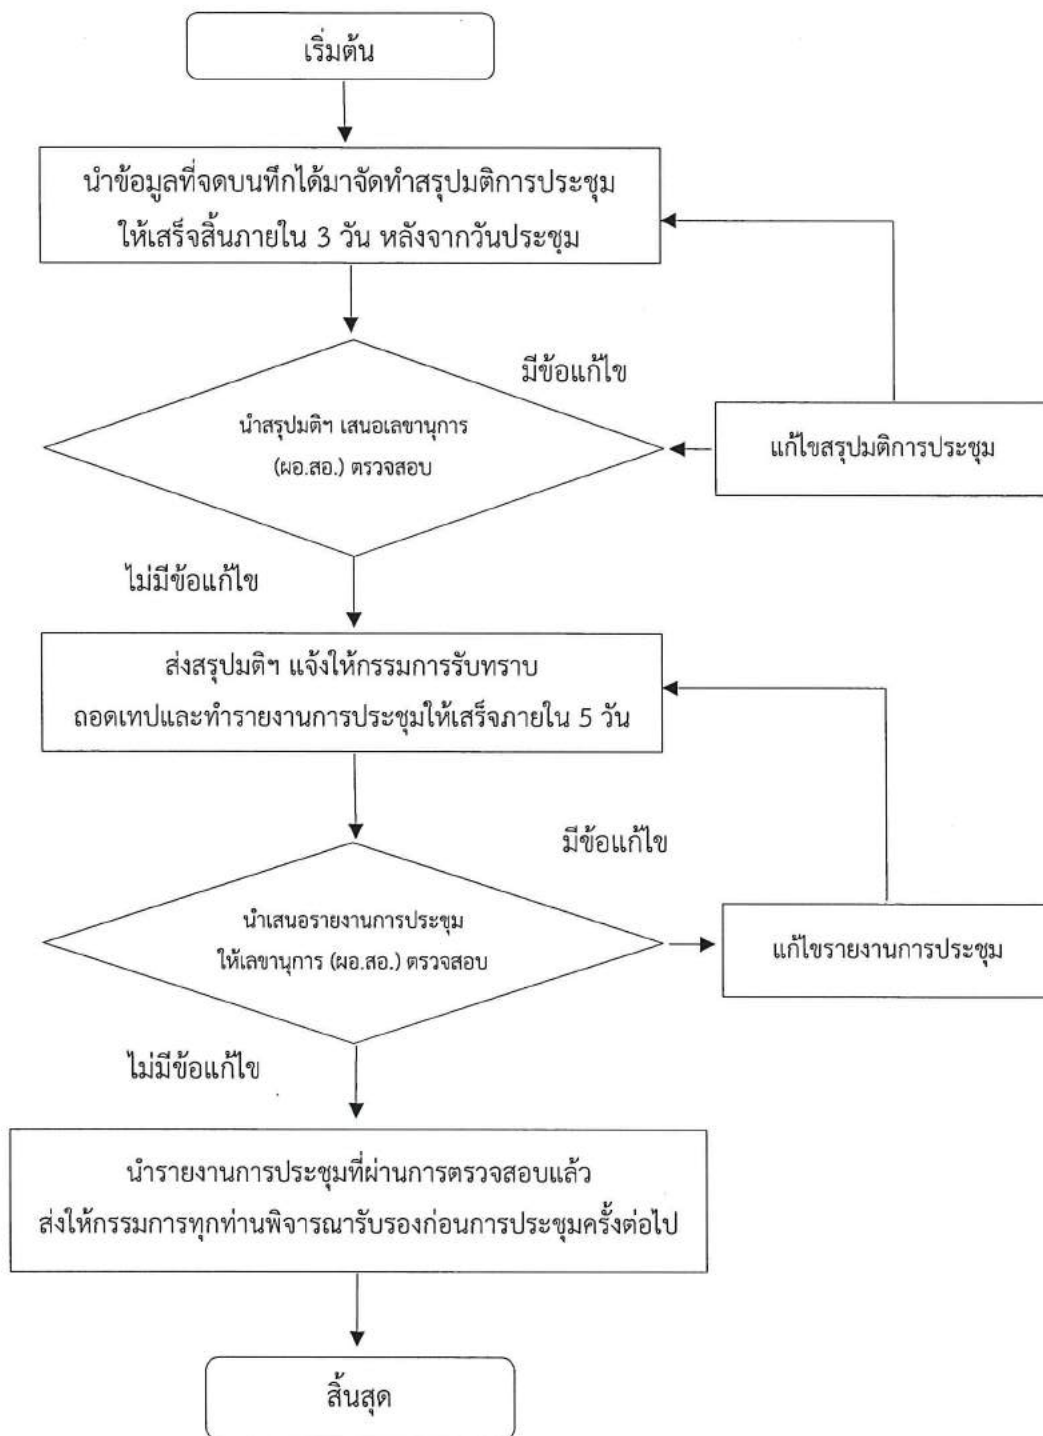 เริ่มต้น
นำข้อมูลที่จดบนทึกได้มาจัดทำสรุปมติการประชุม
ให้เสร็จสิ้นภายใน 3 วัน หลังจากวันประชุม
มีข้อแก้ไข
นำสรุปมติฯ เสนอเลขานุการ
(ผอ.สอ.) ตรวจสอบ
แก้ไขสรุปมติการประชุม
ไม่มีข้อแก้ไข
ส่งสรุปมติฯ แจ้งให้กรรมการรับทราบ
ถอดเทปและทำรายงานการประชุมให้เสร็จภายใน 5 วัน
มีข้อแก้ไข
นำเสนอรายงานการประชุม
ให้เลขานุการ (ผอ.สอ.) ตรวจสอบ
แก้ไขรายงานการประชุม
ไม่มีข้อแก้ไข
นำรายงานการประชุมที่ผ่านการตรวจสอบแล้ว
ส่งให้กรรมการทุกท่านพิจารณารับรองก่อนการประชุมครั้งต่อไป
สิ้นสุด